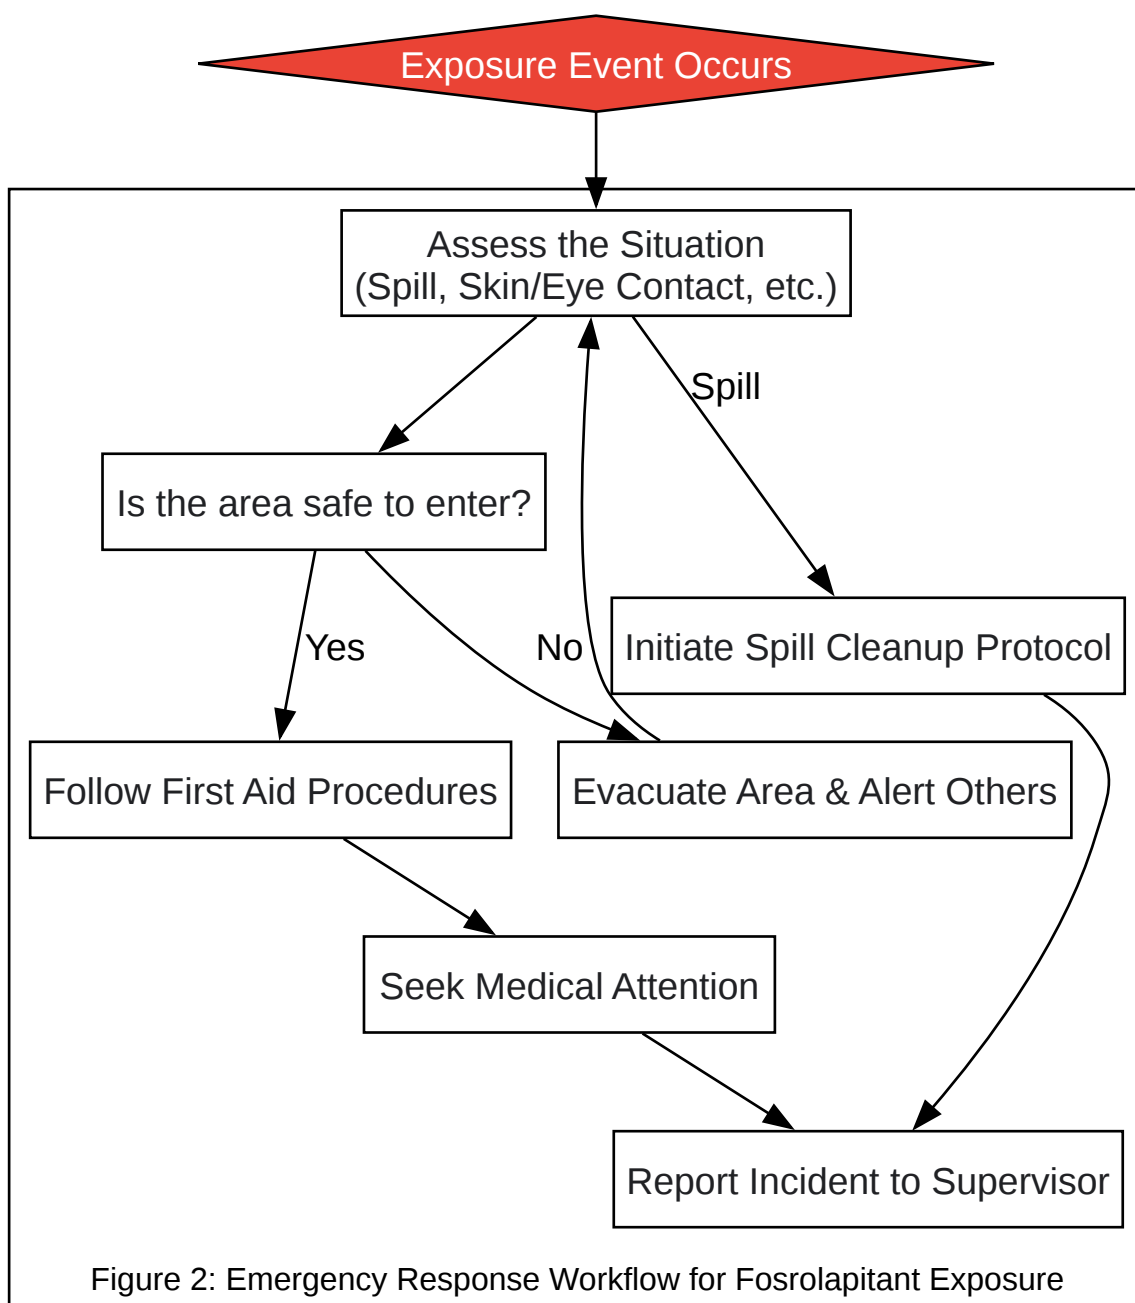 Exposure Event Occurs
Assess the Situation
(Spill, Skin/Eye Contact, etc.)
Spill
Is the area safe to enter?
Yes
No
Initiate Spill Cleanup Protocol
Follow First Aid Procedures
Evacuate Area & Alert Others
Seek Medical Attention
Report Incident to Supervisor
Figure 2: Emergency Response Workflow for Fosrolapitant Exposure